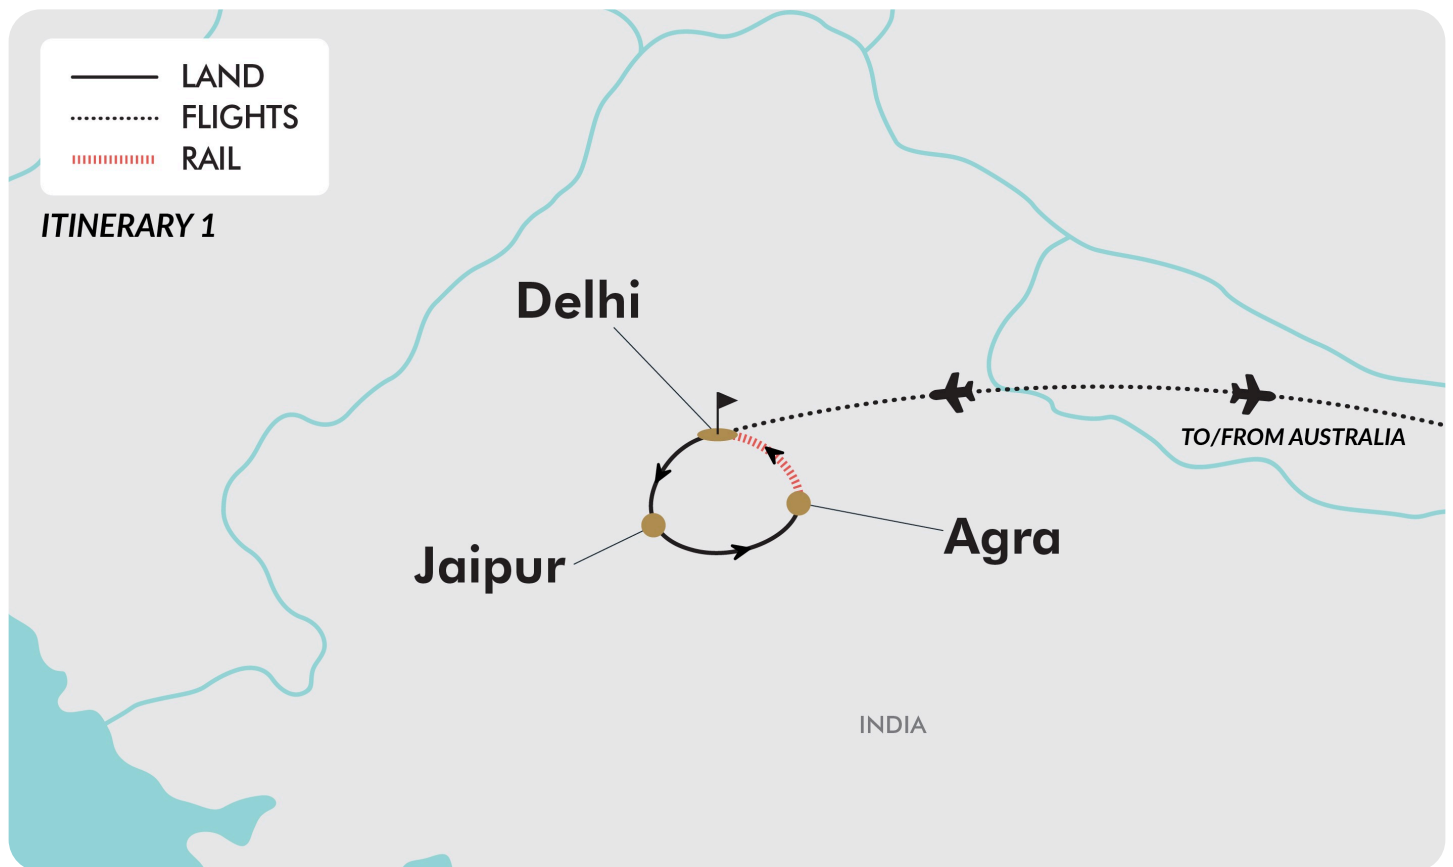 LAND
FLIGHTS
RAIL
ITINERARY 1
Delhi
TO/FROM AUSTRALIA
Agra
Jaipur
INDIA